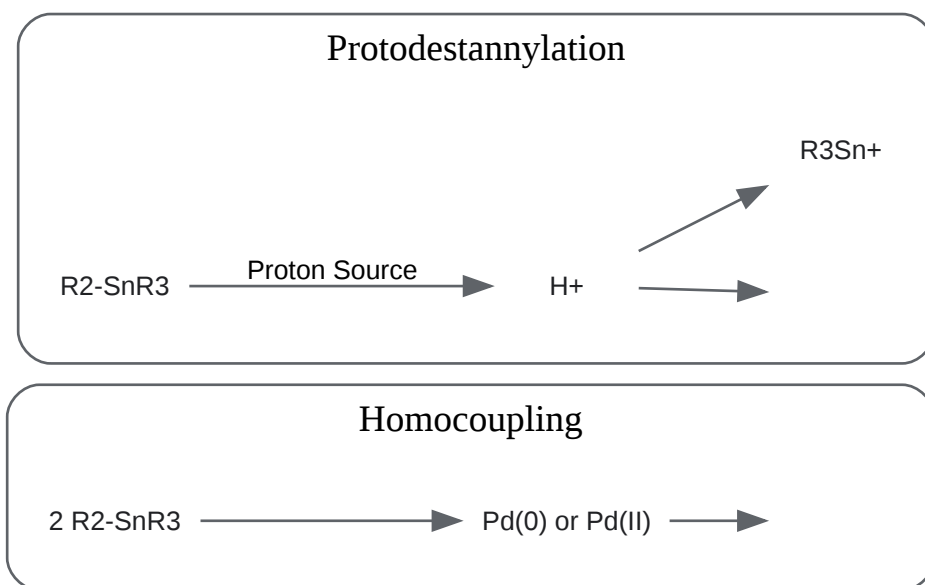 Protodestannylation
R3Sn+
Proton Source
R2-SnR3
H+
Homocoupling
2 R2-SnR3
Pd(0) or Pd(II)